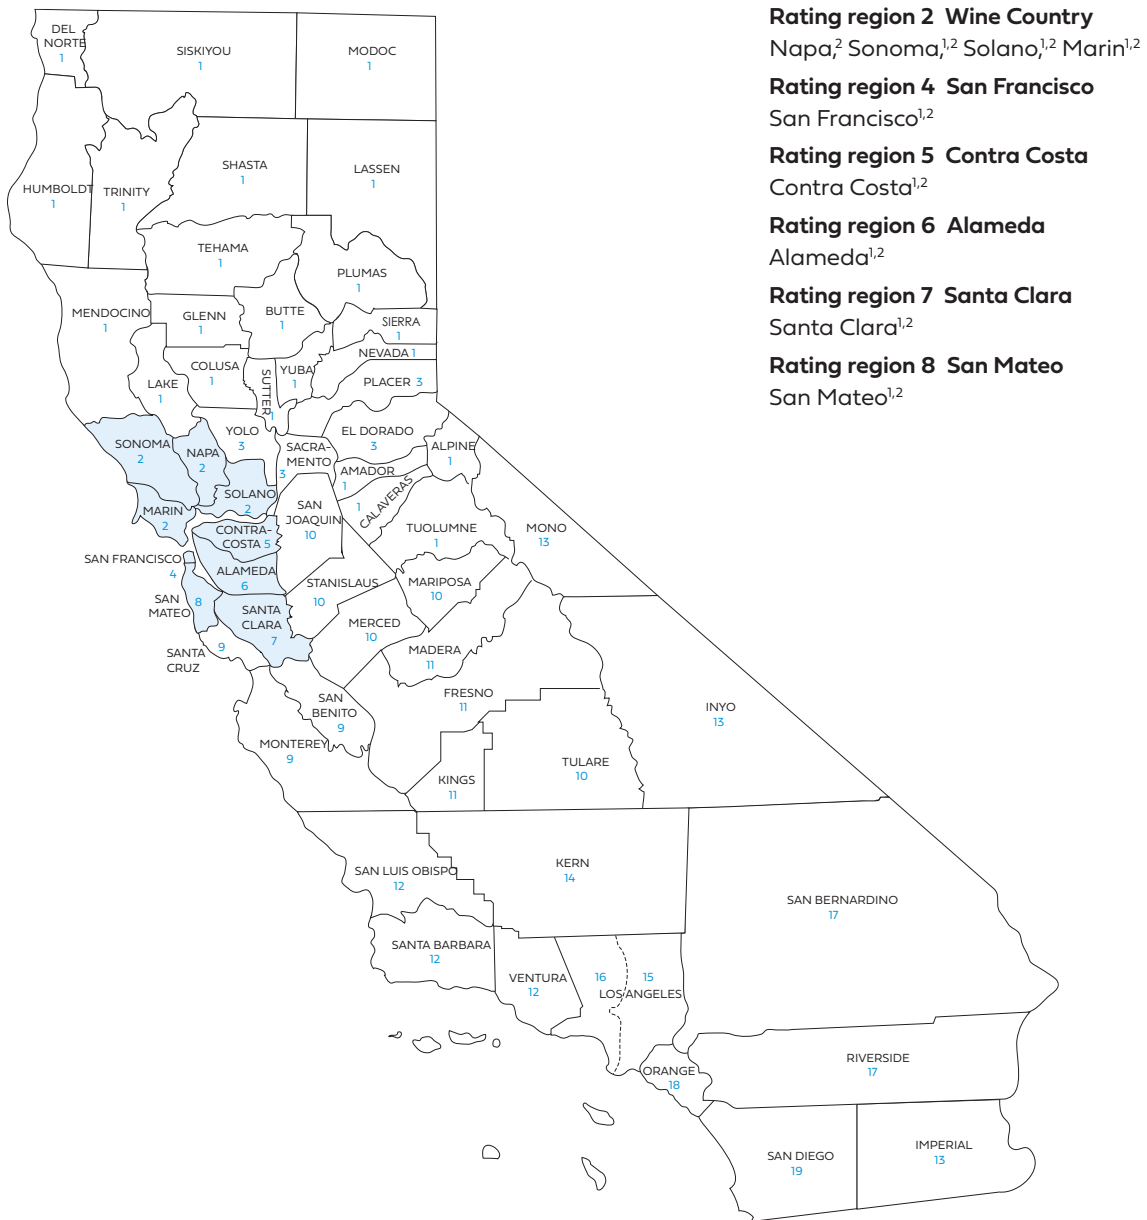 Rating region 2 Wine Country
Napa,² Sonoma,¹,² Solano,¹,² Marin¹,²
Rating region 4 San Francisco
San Francisco¹,²
Rating region 5 Contra Costa
Contra Costa¹,²
Rating region 6 Alameda
Alameda¹,²
Rating region 7 Santa Clara
Santa Clara¹,²
Rating region 8 San Mateo
San Mateo¹,²
DEL
NORTE
1
SISKIYOU
1
MODOC
1
SHASTA
1
LASSEN
1
HUMBOLDT
1
TRINITY
1
TEHAMA
1
PLUMAS
1
MENDOCINO
1
GLENN
1
BUTTE
1
SIERRA
1
NEVADA 1
PLACER 3
COLUSA
1
LAKE
1
SUTTER
1
YUBA
1
YOLO
3
EL DORADO
3
ALPINE
1
SACRA-
MENTO
3
AMADOR
1
CALAVERAS
1
SONOMA
2
NAPA
2
SOLANO
2
MARIN
2
SAN
JOAQUIN
10
TUOLUMNE
1
MONO
13
CONTRA-
COSTA 5
SAN FRANCISCO
4
ALAMEDA
6
STANISLAUS
10
MARIPOSA
10
SAN
MATEO
8
SANTA
CLARA
7
MERCED
10
SANTA
CRUZ
9
MADERA
11
FRESNO
11
SAN
BENITO
9
INYO
13
MONTEREY
9
TULARE
10
KINGS
11
SAN LUIS OBISPO
12
KERN
14
SAN BERNARDINO
17
SANTA BARBARA
12
VENTURA
12
16
15
LOS ANGELES
RIVERSIDE
17
ORANGE
18
SAN DIEGO
19
IMPERIAL
13